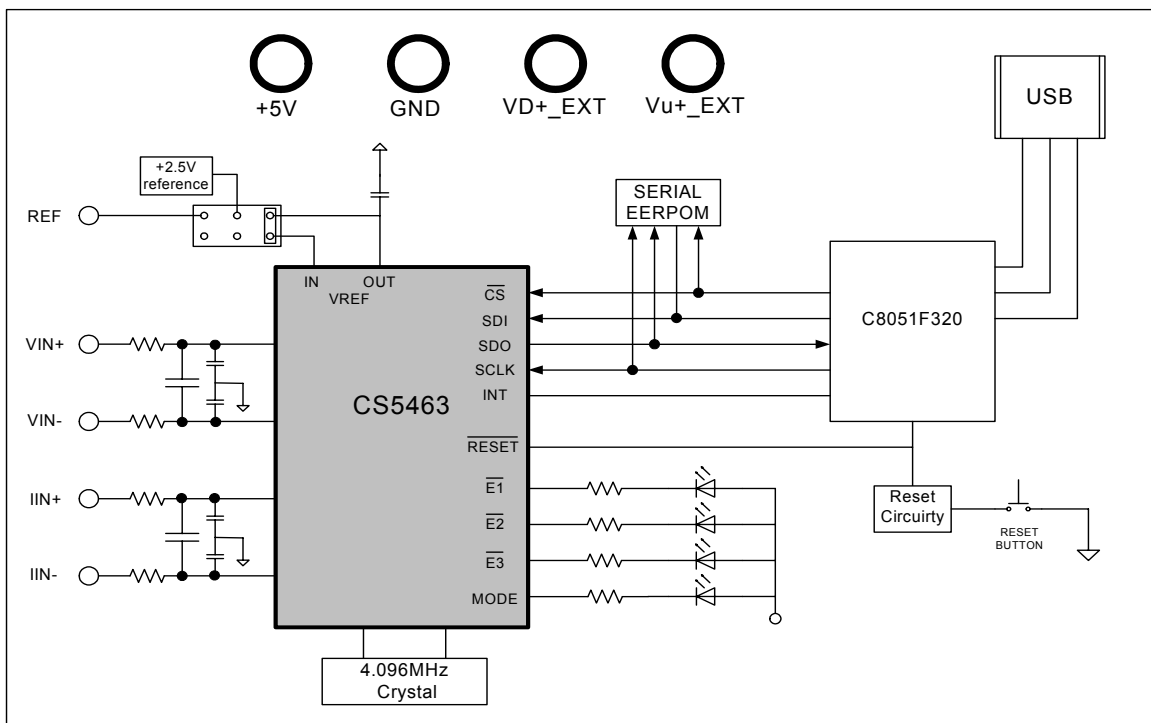 +5V
GND
VD+_EXT
Vu+_EXT
USB
+2.5V
reference
REF
SERIAL
EERPOM
IN
OUT
VREF
CS
SDI
SDO
SCLK
INT
C8051F320
VIN+
VIN-
CS5463
RESET
IIN+
IIN-
E1
E2
E3
MODE
Reset
Circuirty
RESET
BUTTON
4.096MHz
Crystal